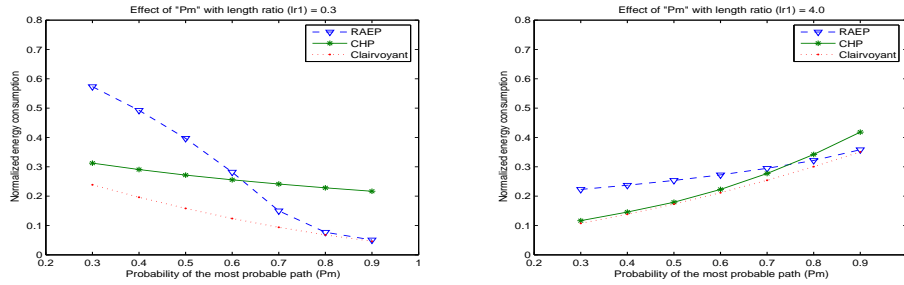 Effect of "Pm" with length ratio (lr1) = 0.3
RAEP
CHP
Clairvoyant
Normalized energy consumption
0.8
0.7
0.6
0.5
0.4
0.3
0.2
0.1
0
0.2 0.3 0.4 0.5 0.6 0.7 0.8 0.9 1
Probability of the most probable path (Pm)
Effect of "Pm" with length ratio (lr1) = 4.0
RAEP
CHP
Clairvoyant
Normalized energy consumption
0.8
0.7
0.6
0.5
0.4
0.3
0.2
0.1
0
0.2 0.3 0.4 0.5 0.6 0.7 0.8 0.9
Probability of the most probable path (Pm)